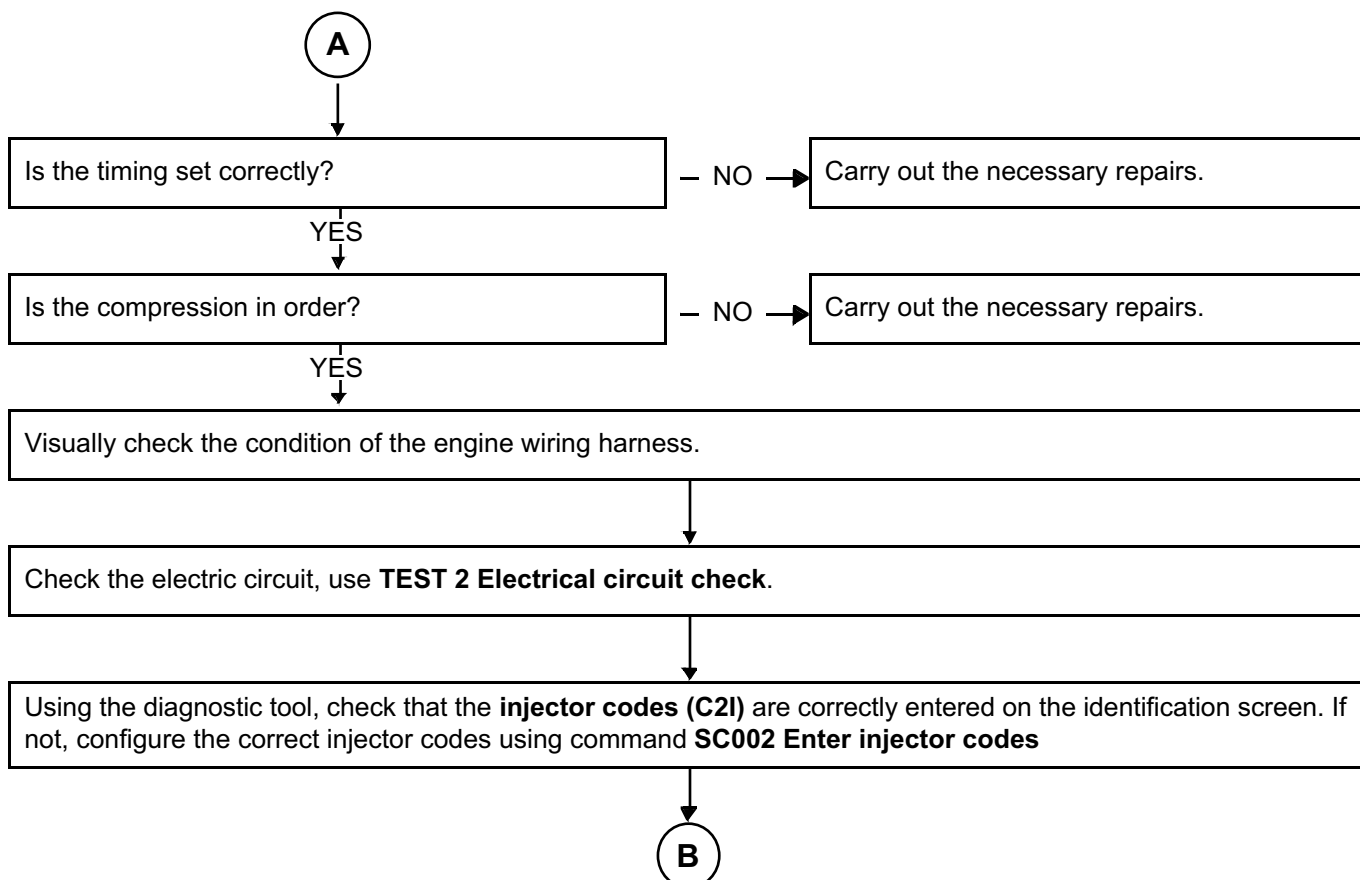 A
Is the timing set correctly?
– NO
Carry out the necessary repairs.
YES
Is the compression in order?
– NO
Carry out the necessary repairs.
YES
Visually check the condition of the engine wiring harness.
Check the electric circuit, use TEST 2 Electrical circuit check.
Using the diagnostic tool, check that the injector codes (C2I) are correctly entered on the identification screen. If
not, configure the correct injector codes using command SC002 Enter injector codes
B